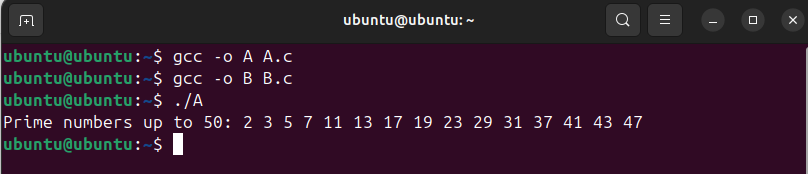 ubuntu@ubuntu: ~
ubuntu@ubuntu:~$ gcc -o A A.c
ubuntu@ubuntu:~$ gcc -o B B.c
ubuntu@ubuntu:~$ ./A
Prime numbers up to 50: 2 3 5 7 11 13 17 19 23 29 31 37 41 43 47
ubuntu@ubuntu:~$